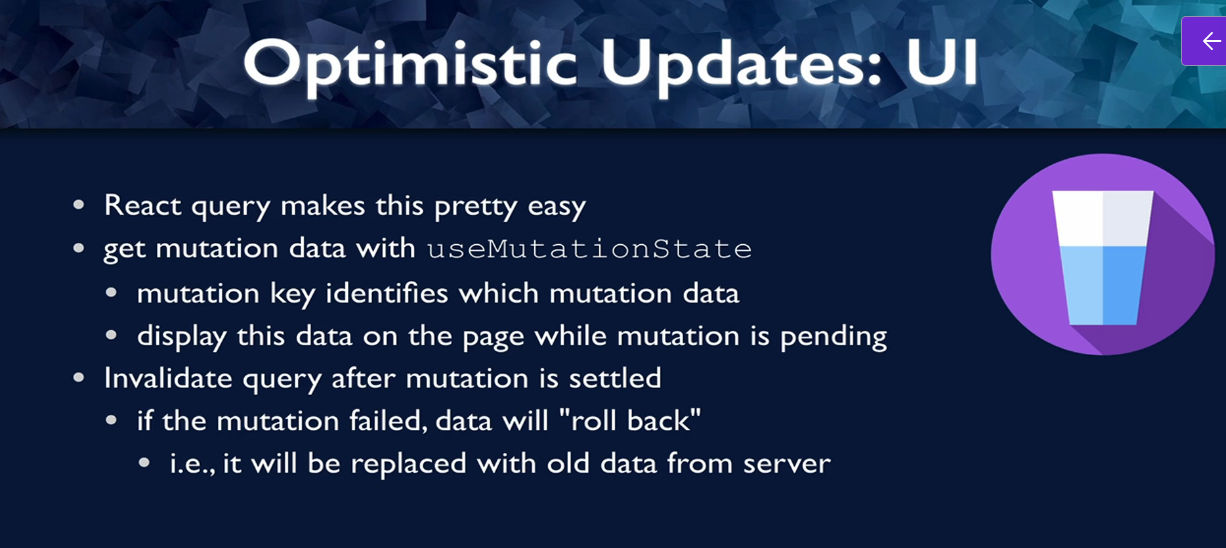 Optimistic Updates: UI
• React query makes this pretty easy
• get mutation data with useMutationState
• mutation key identifies which mutation data
• display this data on the page while mutation is pending
• Invalidate query after mutation is settled
• if the mutation failed, data will "roll back"
• i.e., it will be replaced with old data from server